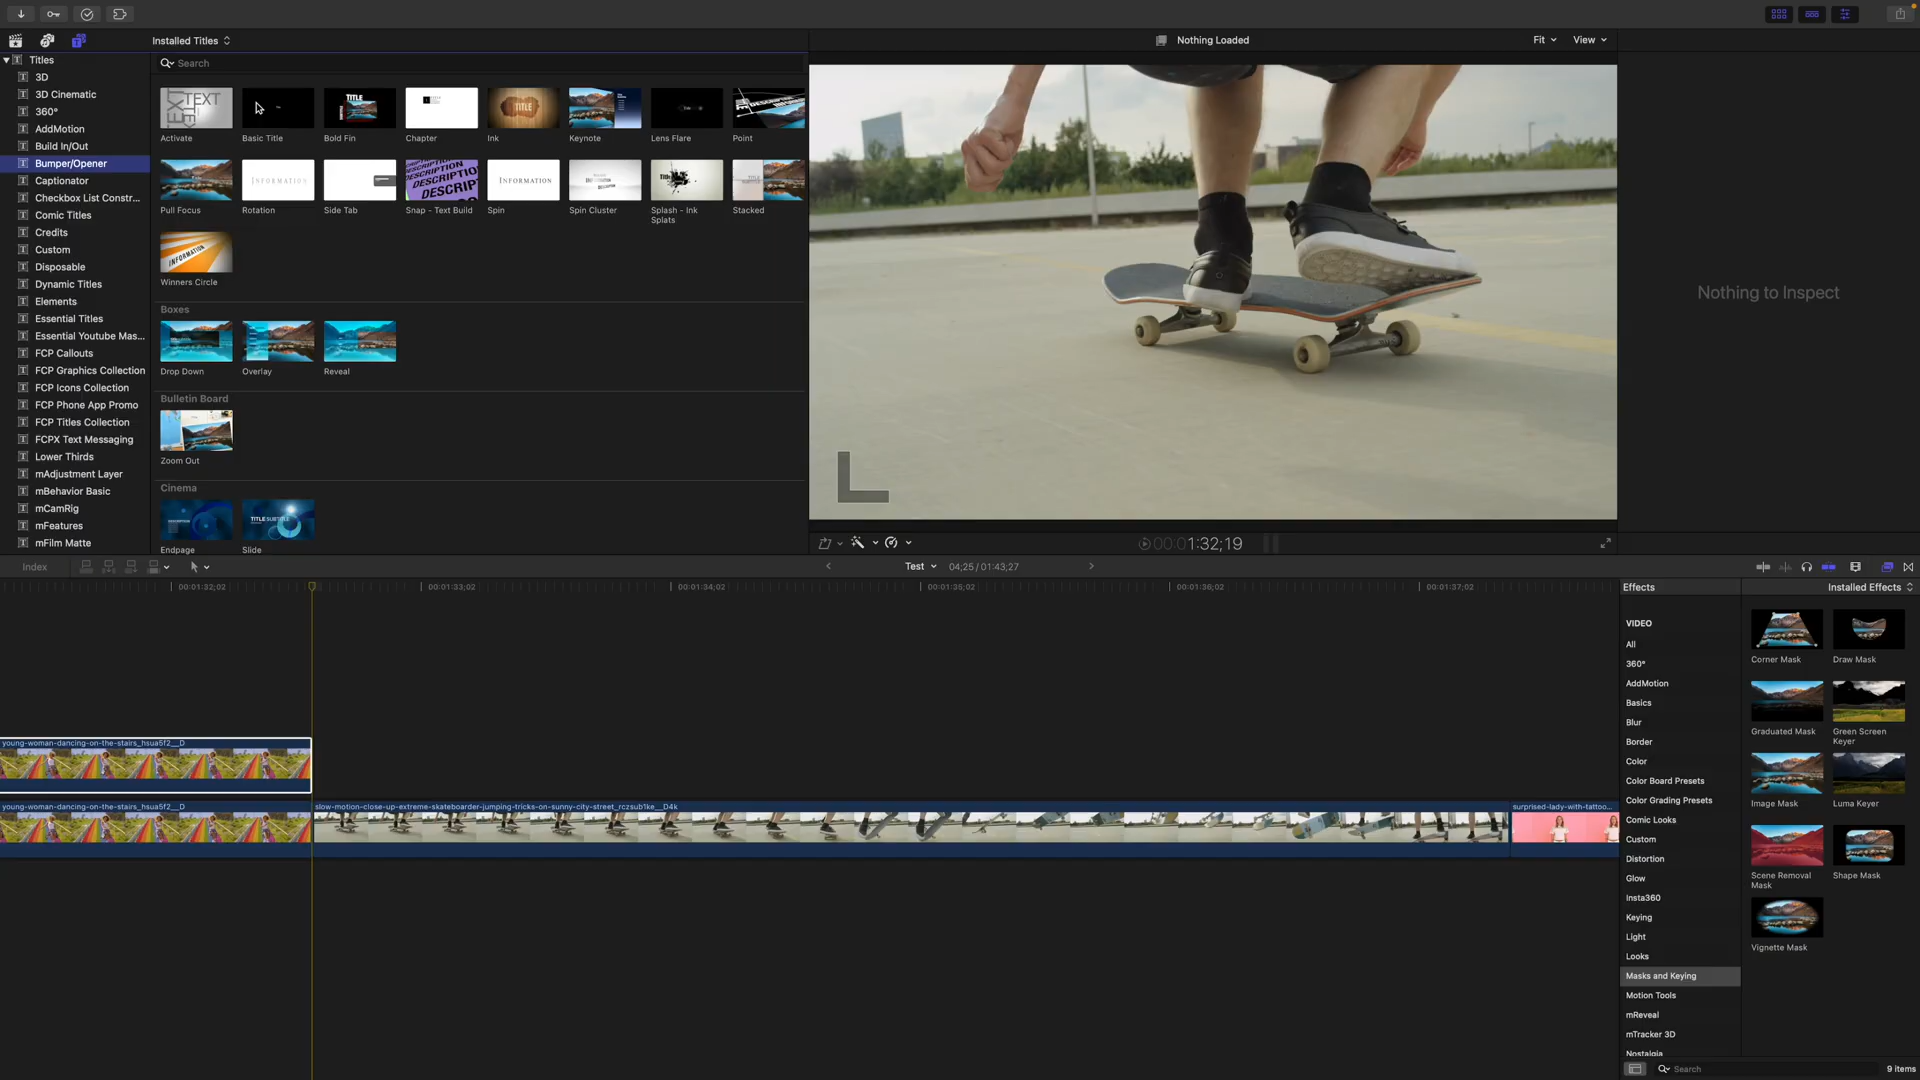 Installed Titles
Nothing Loaded
Fit
View
Titles
3D
3D Cinematic
360°
AddMotion
Build In/Out
Bumper/Opener
Captionator
Checkbox List Constr...
Comic Titles
Credits
Custom
Disposable
Dynamic Titles
Elements
Essential Titles
Essential Youtube Mas...
FCP Callouts
FCP Graphics Collection
FCP Icons Collection
FCP Phone App Promo
FCP Titles Collection
FCPX Text Messaging
Lower Thirds
mAdjustment Layer
mBehavior Basic
mCamRig
mFeatures
mFilm Matte
Search
TEXT
TITLE
TITLE
Activate
Basic Title
Bold Fin
Chapter
Ink
Keynote
Lens Flare
Point
INFORMATION
DESCRIPTION
INFORMATION
Pull Focus
Rotation
Side Tab
Snap - Text Build
Spin
Spin Cluster
Splash - Ink Splats
Stacked
INFORMATION
Winners Circle
Boxes
Drop Down
Overlay
Reveal
Bulletin Board
Zoom Out
Cinema
TITLE SUBTITLE
Endpage
Slide
Nothing to Inspect
00:01:32;19
Index
Test
04;25 / 01:43;27
00:01:32;02
00:01:33;02
00:01:34;02
00:01:35;02
00:01:36;02
00:01:37;02
young-woman-dancing-on-the-stairs_hsua5f2__D
young-woman-dancing-on-the-stairs_hsua5f2__D
slow-motion-close-up-extreme-skateboarder-jumping-tricks-on-sunny-city-street_rczsub1ke__D4k
surprised-lady-with-tattoo...
Effects
Installed Effects
VIDEO
All
360°
AddMotion
Basics
Blur
Border
Color
Color Board Presets
Color Grading Presets
Comic Looks
Custom
Distortion
Glow
Insta360
Keying
Light
Looks
Masks and Keying
Motion Tools
mReveal
mTracker 3D
Nostalgia
Corner Mask
Draw Mask
Graduated Mask
Green Screen Keyer
Image Mask
Luma Keyer
Scene Removal Mask
Shape Mask
Vignette Mask
Search
9 items